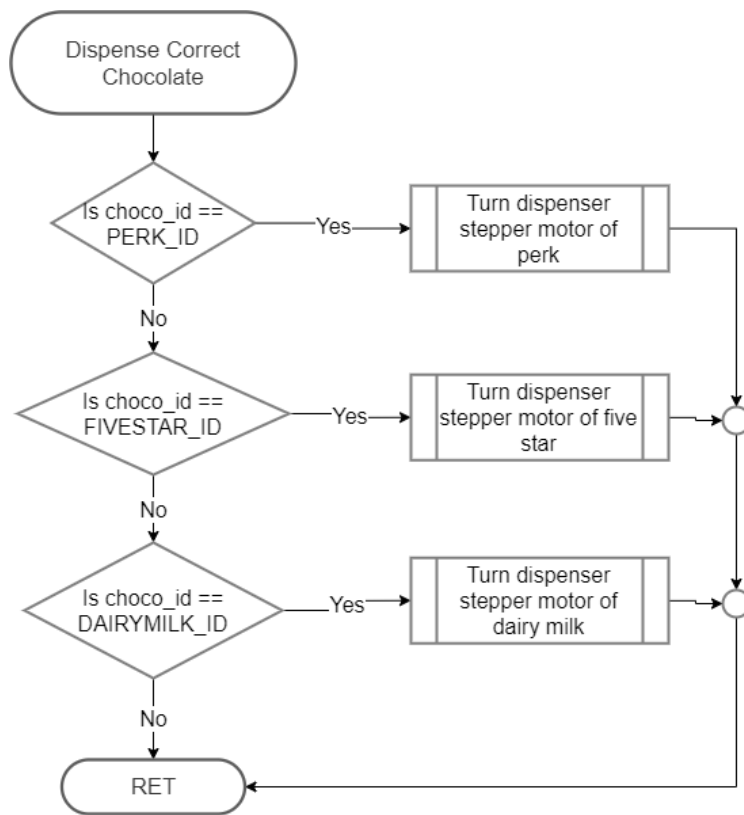 Dispense Correct
Chocolate
Is choco_id ==
PERK_ID
Yes
Turn dispenser
stepper motor of
perk
No
Is choco_id ==
FIVESTAR_ID
Yes
Turn dispenser
stepper motor of five
star
No
Is choco_id ==
DAIRYMILK_ID
Yes
Turn dispenser
stepper motor of
dairy milk
No
RET